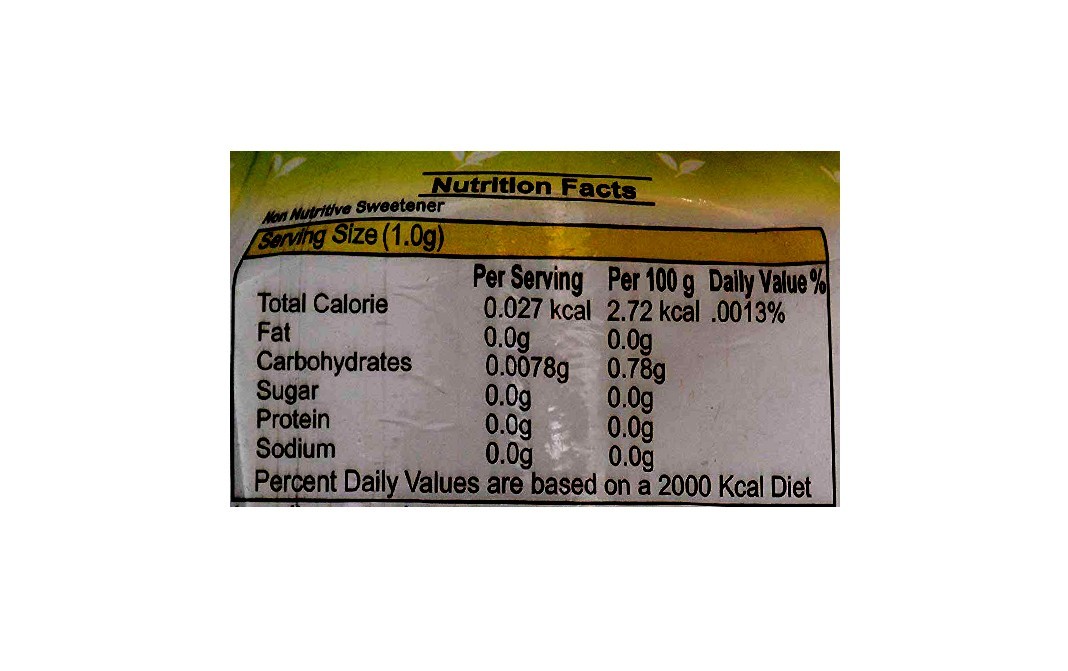 Nutrition Facts
Non Nutritive Sweetener
Serving Size (1.0g)
Per Serving Per 100 g Daily Value %
Total Calorie 0.027 kcal 2.72 kcal .0013%
Fat 0.0g 0.0g
Carbohydrates 0.0078g 0.78g
Sugar 0.0g 0.0g
Protein 0.0g 0.0g
Sodium 0.0g 0.0g
Percent Daily Values are based on a 2000 Kcal Diet